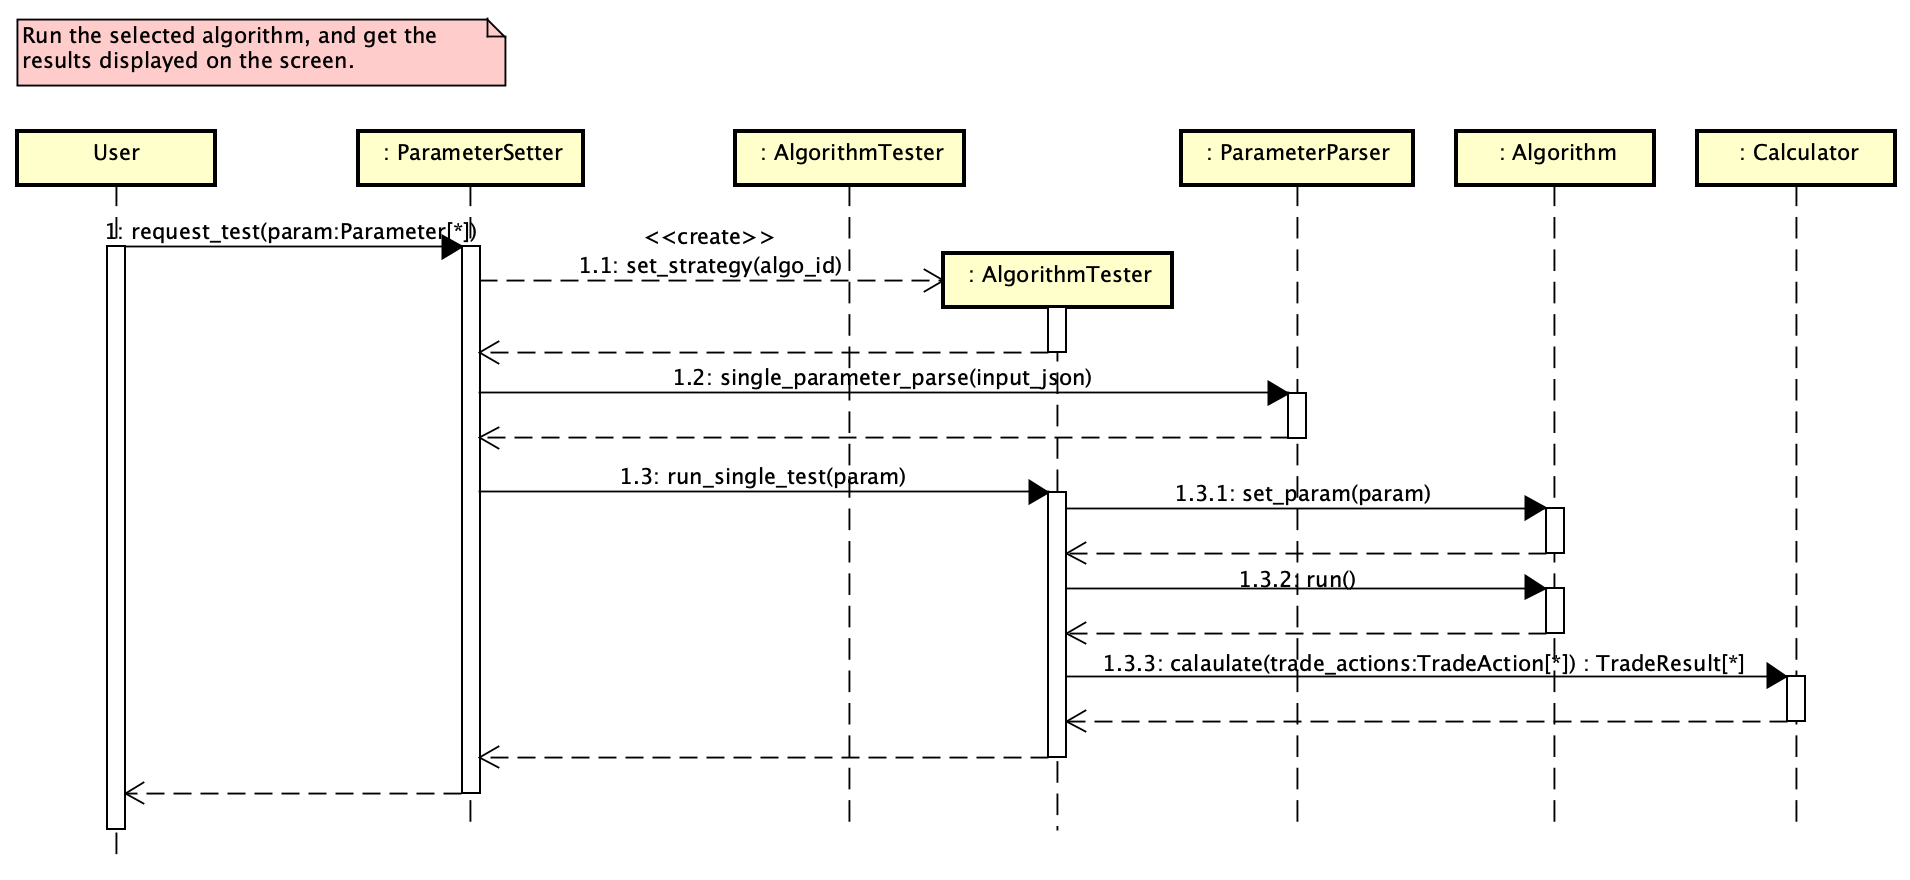 Run the selected algorithm, and get the
results displayed on the screen.
User
: ParameterSetter
: AlgorithmTester
: ParameterParser
: Algorithm
: Calculator
1: request_test(param:Parameter[*])
<<create>>
1.1: set_strategy(algo_id)
: AlgorithmTester
1.2: single_parameter_parse(input_json)
1.3: run_single_test(param)
1.3.1: set_param(param)
1.3.2: run()
1.3.3: calaulate(trade_actions:TradeAction[*]) : TradeResult[*]